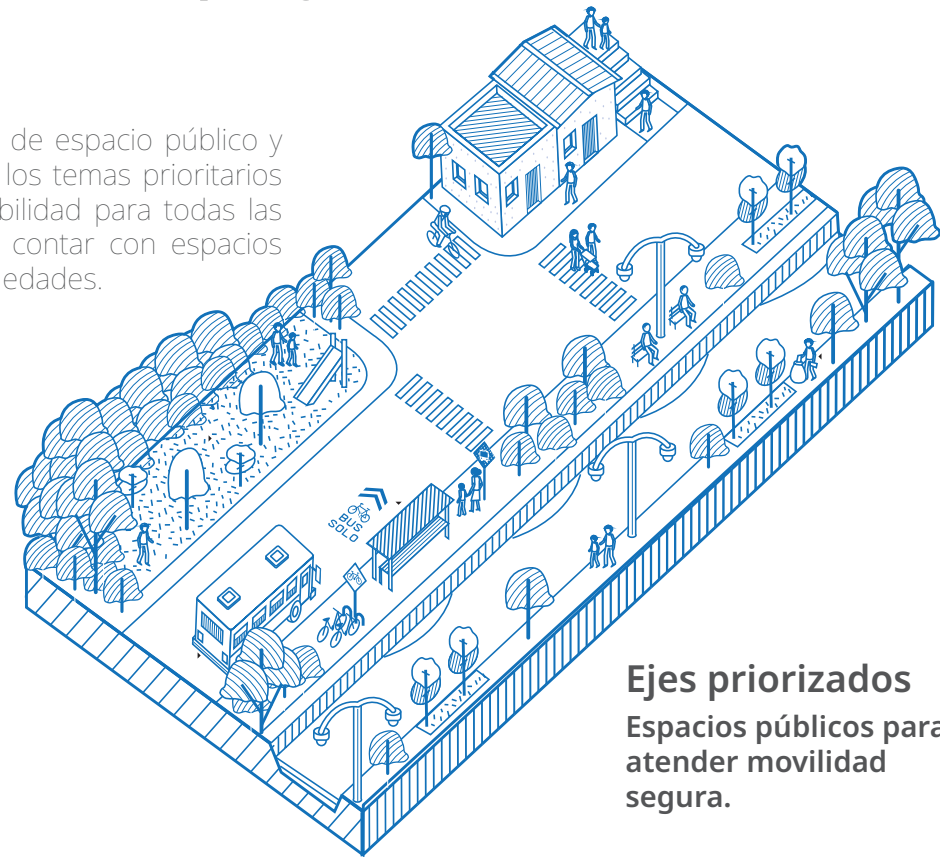 de espacio público y
los temas prioritarios
bilidad para todas las
contar con espacios
edades.
BUS
SOLO
Ejes priorizados
Espacios públicos para
atender movilidad
segura.